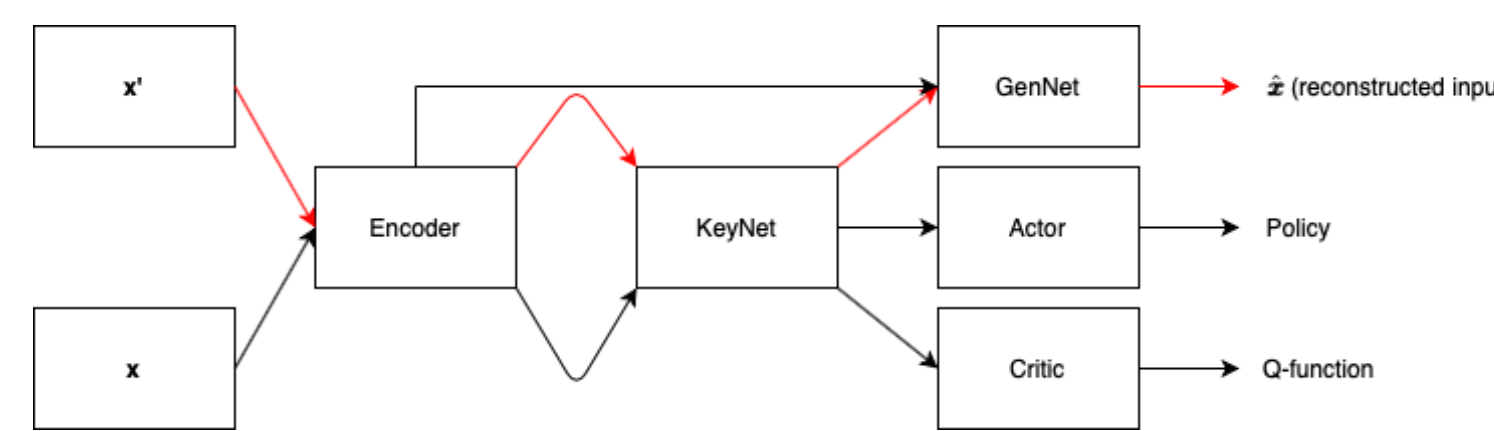 x'
GenNet
x̂ (reconstructed inpu
Encoder
KeyNet
Actor
Policy
x
Critic
Q-function